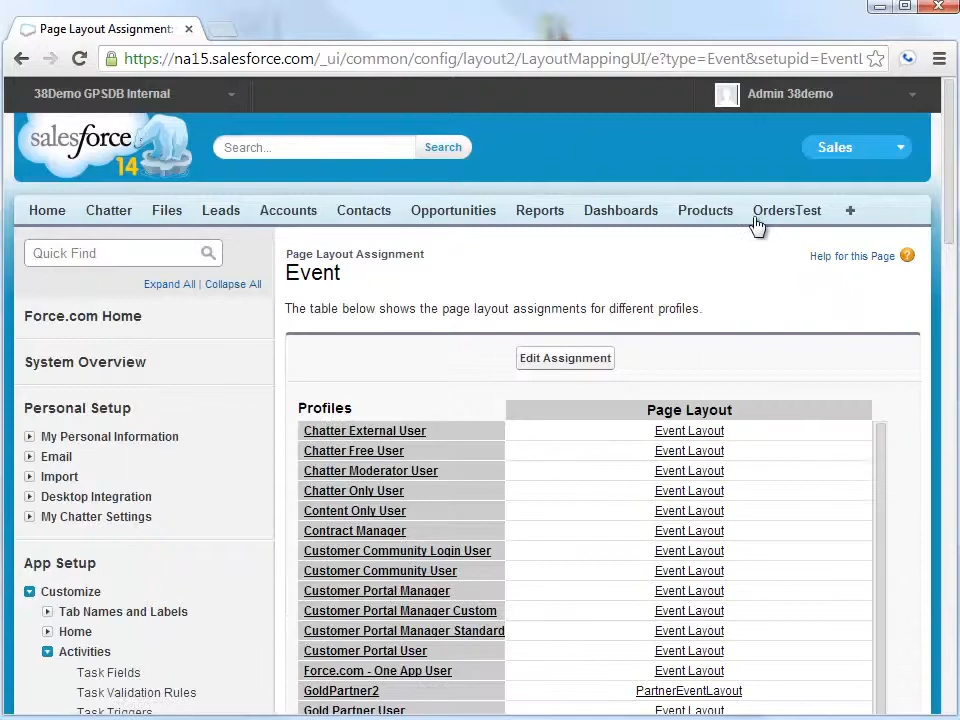 Page Layout Assignment:
https://na15.salesforce.com/_ui/common/config/layout2/LayoutMappingUI/e?type=Event&setupid=EventL
38Demo GPSDB Internal
Admin 38demo
salesforce
14
Search...
Search
Sales
Home
Chatter
Files
Leads
Accounts
Contacts
Opportunities
Reports
Dashboards
Products
OrdersTest
+
Quick Find
Expand All | Collapse All
Force.com Home
System Overview
Personal Setup
My Personal Information
Email
Import
Desktop Integration
My Chatter Settings
App Setup
Customize
Tab Names and Labels
Home
Activities
Task Fields
Task Validation Rules
Task Triggers
Page Layout Assignment
Event
Help for this Page ?
The table below shows the page layout assignments for different profiles.
Edit Assignment
Profiles Page Layout
Chatter External User Event Layout
Chatter Free User Event Layout
Chatter Moderator User Event Layout
Chatter Only User Event Layout
Content Only User Event Layout
Contract Manager Event Layout
Customer Community Login User Event Layout
Customer Community User Event Layout
Customer Portal Manager Event Layout
Customer Portal Manager Custom Event Layout
Customer Portal Manager Standard Event Layout
Customer Portal User Event Layout
Force.com - One App User Event Layout
GoldPartner2 PartnerEventLayout
Gold Partner User Event Layout